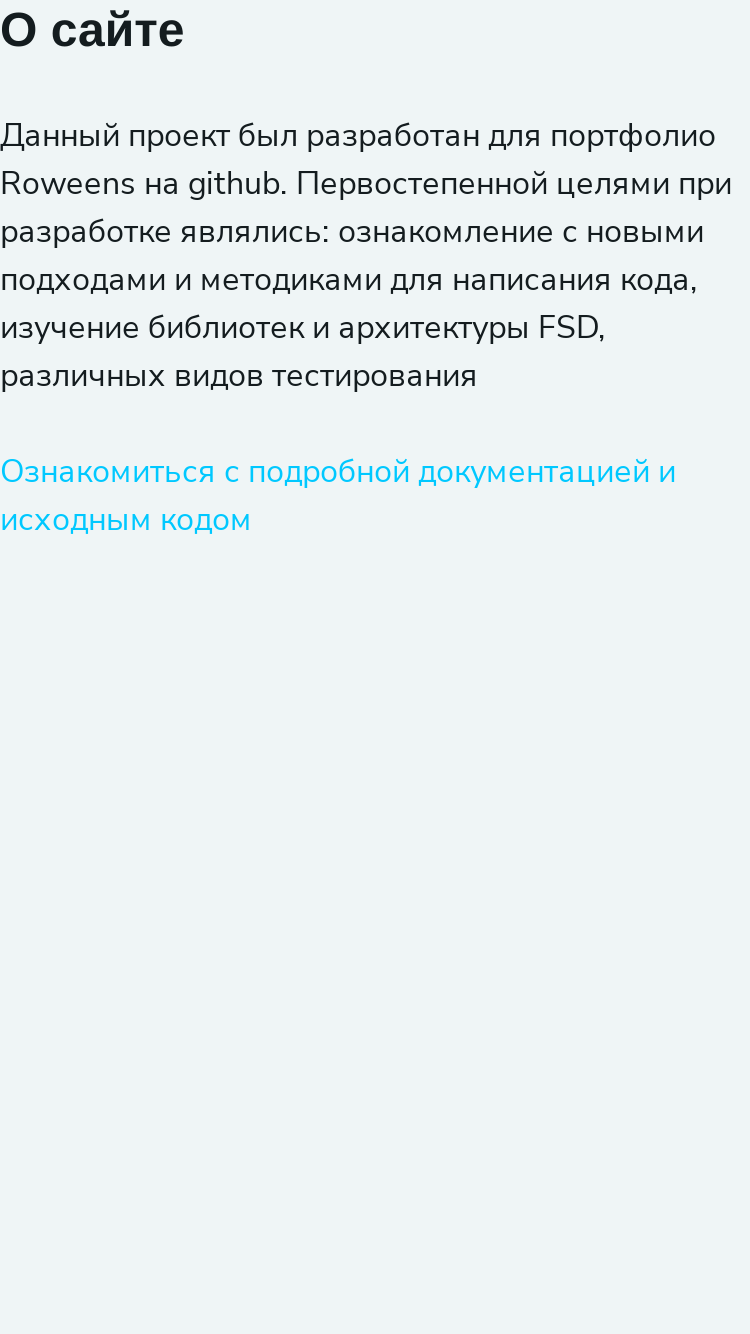 О сайте
Данный проект был разработан для портфолио
Roweens на github. Первостепенной целями при
разработке являлись: ознакомление с новыми
подходами и методиками для написания кода,
изучение библиотек и архитектуры FSD,
различных видов тестирования
Ознакомиться с подробной документацией и
исходным кодом